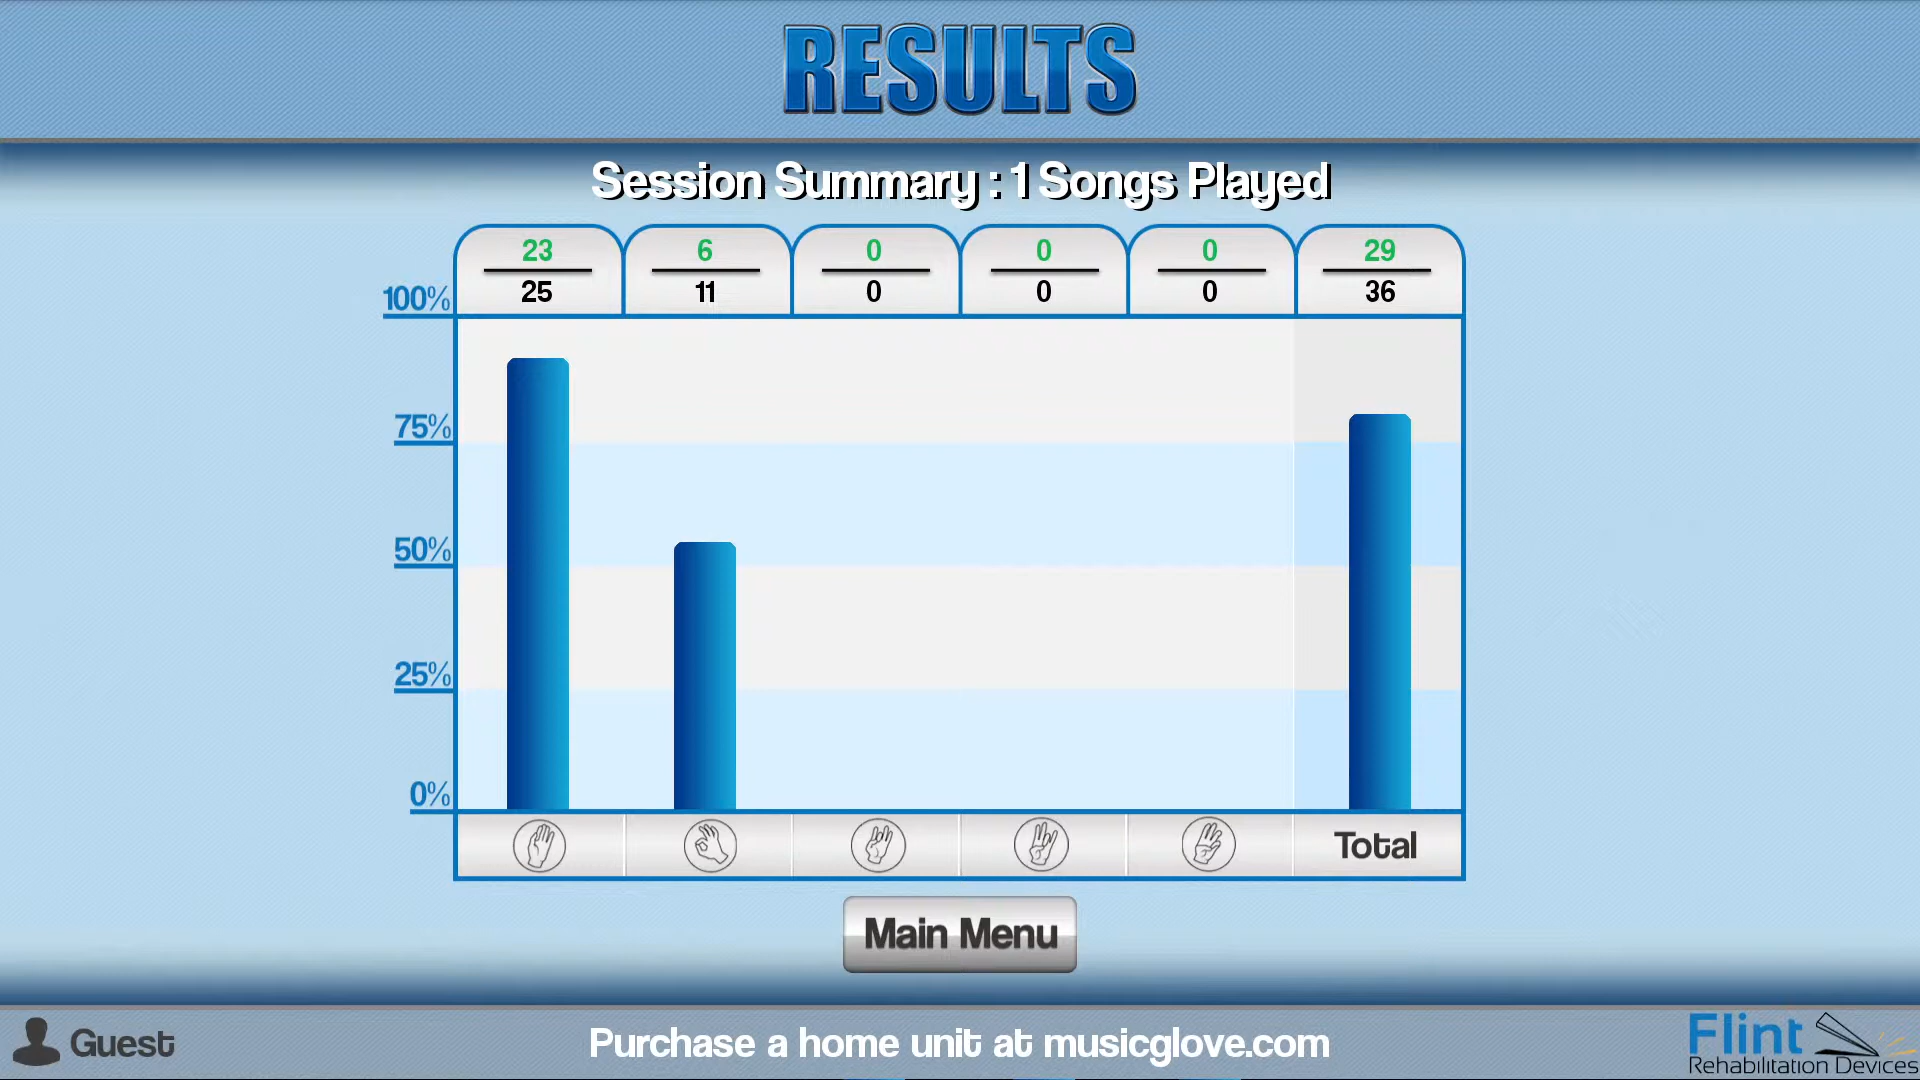 RESULTS
Session Summary : 1 Songs Played
23 6 0 0 0 29
25 11 0 0 0 36
100%
75%
50%
25%
0%
Total
Main Menu
Guest
Purchase a home unit at musicglove.com
Flint
Rehabilitation Devices